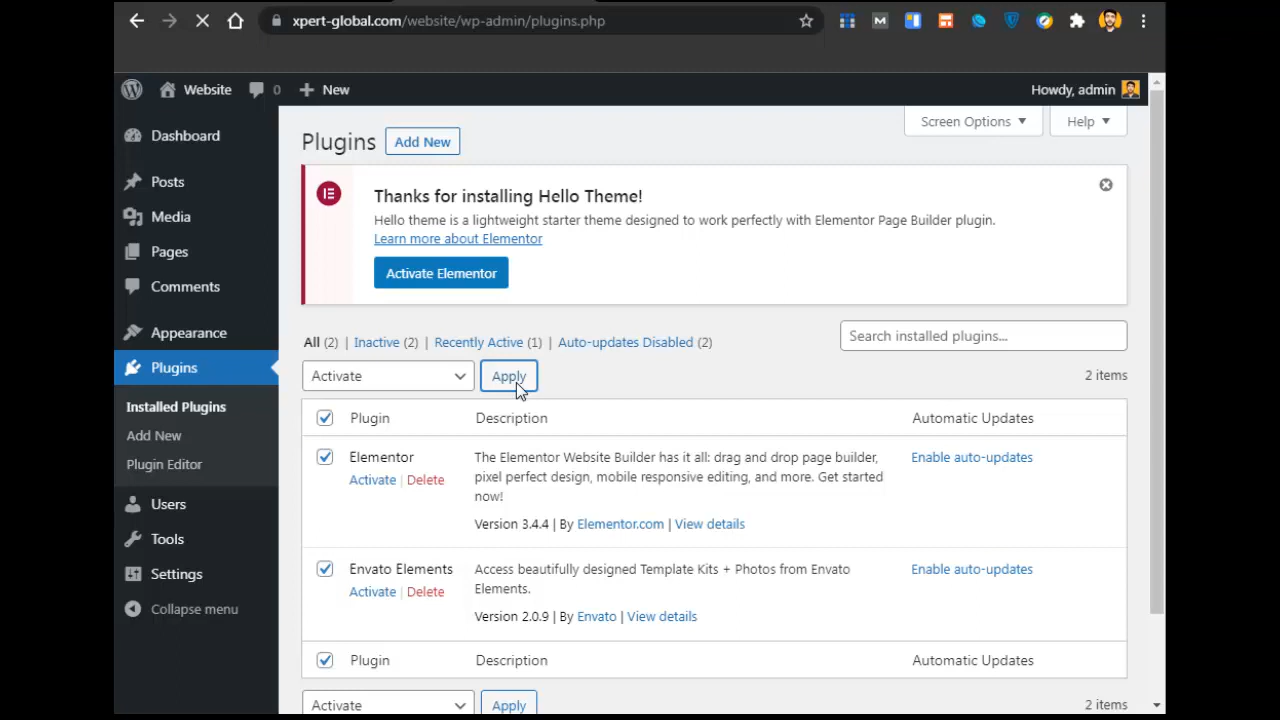 xpert-global.com/website/wp-admin/plugins.php
Website 0 New Howdy, admin
Dashboard
Posts
Media
Pages
Comments
Appearance
Plugins
Installed Plugins
Add New
Plugin Editor
Users
Tools
Settings
Collapse menu
Screen Options Help
Plugins Add New
Thanks for installing Hello Theme!
Hello theme is a lightweight starter theme designed to work perfectly with Elementor Page Builder plugin.
Learn more about Elementor
Activate Elementor
All (2) | Inactive (2) | Recently Active (1) | Auto-updates Disabled (2)
Search installed plugins...
Activate Apply 2 items
Plugin Description Automatic Updates
Elementor
Activate | Delete
The Elementor Website Builder has it all: drag and drop page builder,
pixel perfect design, mobile responsive editing, and more. Get started
now!
Version 3.4.4 | By Elementor.com | View details
Enable auto-updates
Envato Elements
Activate | Delete
Access beautifully designed Template Kits + Photos from Envato
Elements.
Version 2.0.9 | By Envato | View details
Enable auto-updates
Plugin Description Automatic Updates
Activate Apply 2 items